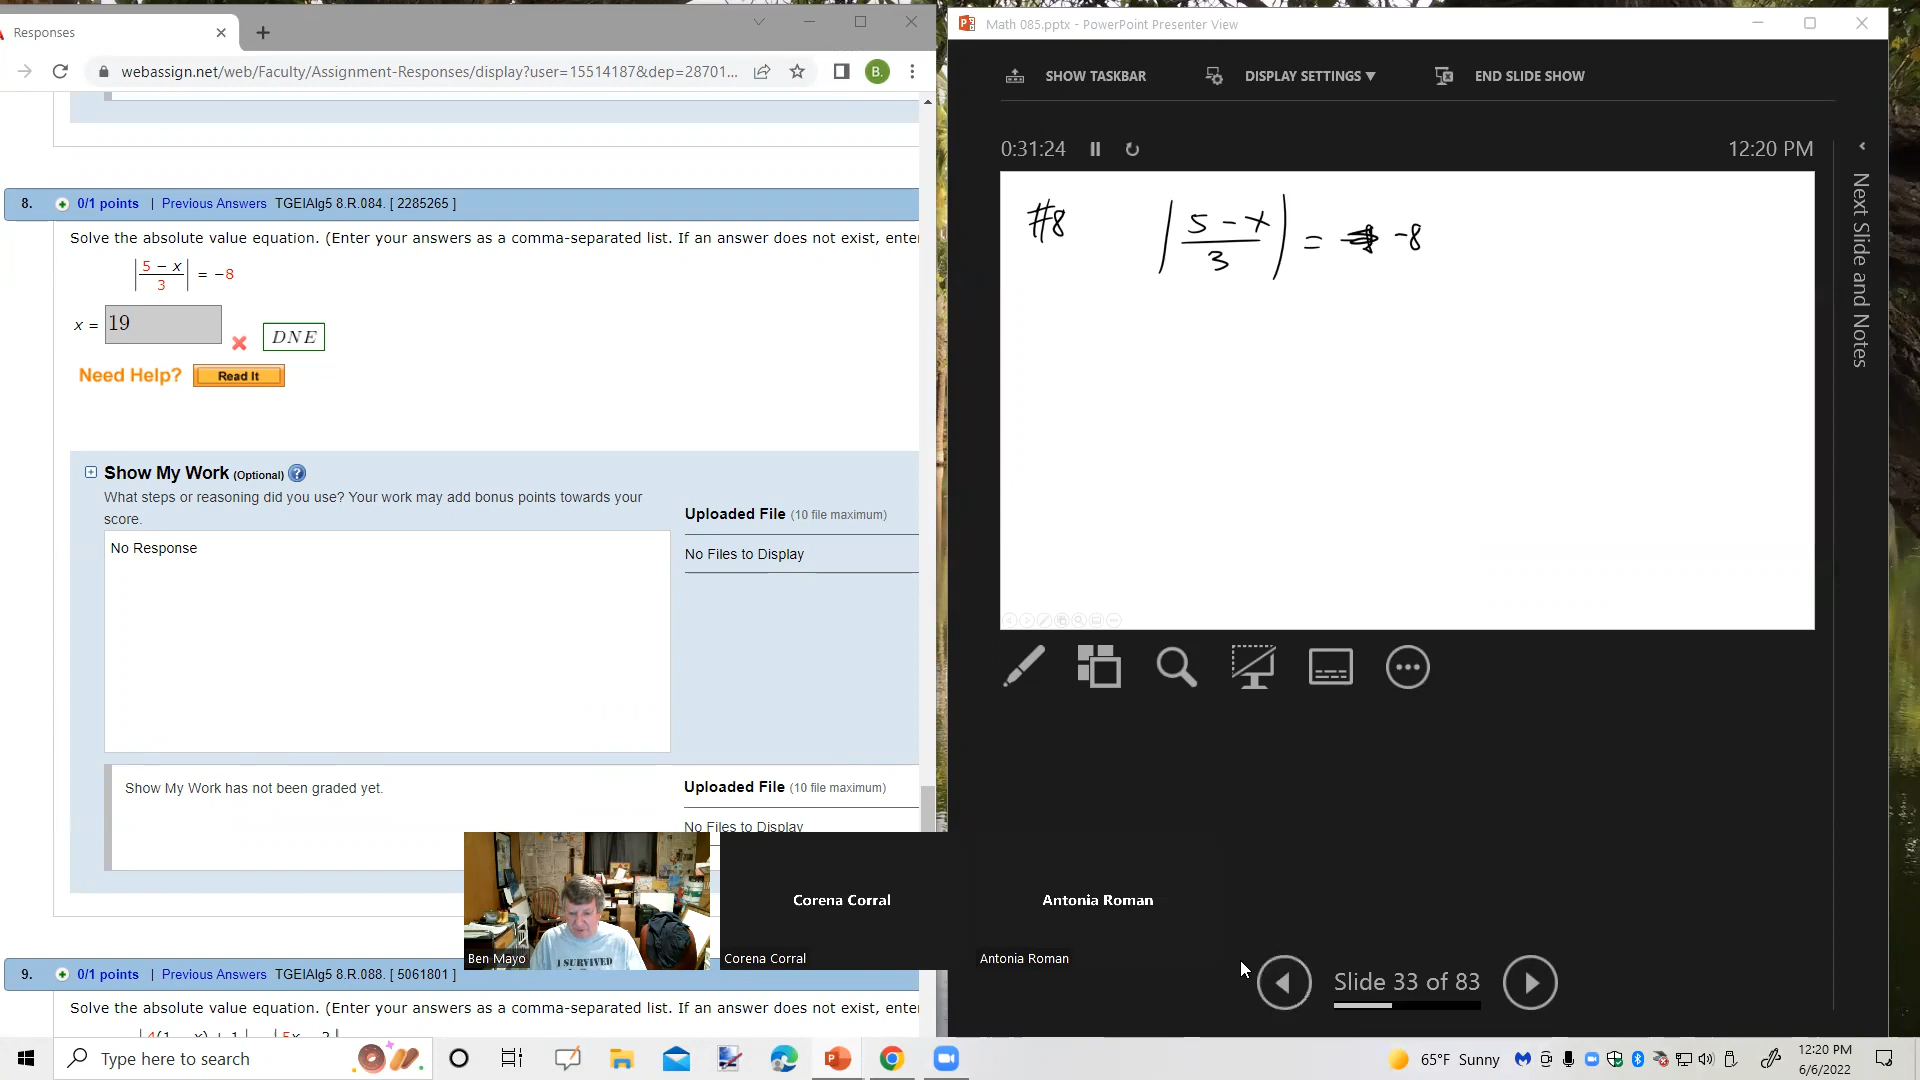 Responses
webassign.net/web/Faculty/Assignment-Responses/display?user=15514187&dep=28701...
B.
8. 0/1 points | Previous Answers TGEIAlg5 8.R.084. [ 2285265 ]
Solve the absolute value equation. (Enter your answers as a comma-separated list. If an answer does not exist, enter
|5 − x / 3| = −8
x = 19
DNE
Need Help? Read It
Show My Work (Optional) ?
What steps or reasoning did you use? Your work may add bonus points towards your
score.
No Response
Uploaded File (10 file maximum)
No Files to Display
Show My Work has not been graded yet.
Uploaded File (10 file maximum)
No Files to Display
9. 0/1 points | Previous Answers TGEIAlg5 8.R.088. [ 5061801 ]
Solve the absolute value equation. (Enter your answers as a comma-separated list. If an answer does not exist, enter
Math 085.pptx - PowerPoint Presenter View
SHOW TASKBAR
DISPLAY SETTINGS ▼
END SLIDE SHOW
0:31:24
12:20 PM
Next Slide and Notes
#8 |5 - x / 3| = -8
I SURVIVED
Ben Mayo
Corena Corral
Corena Corral
Antonia Roman
Antonia Roman
Slide 33 of 83
Type here to search
65°F Sunny
12:20 PM
6/6/2022